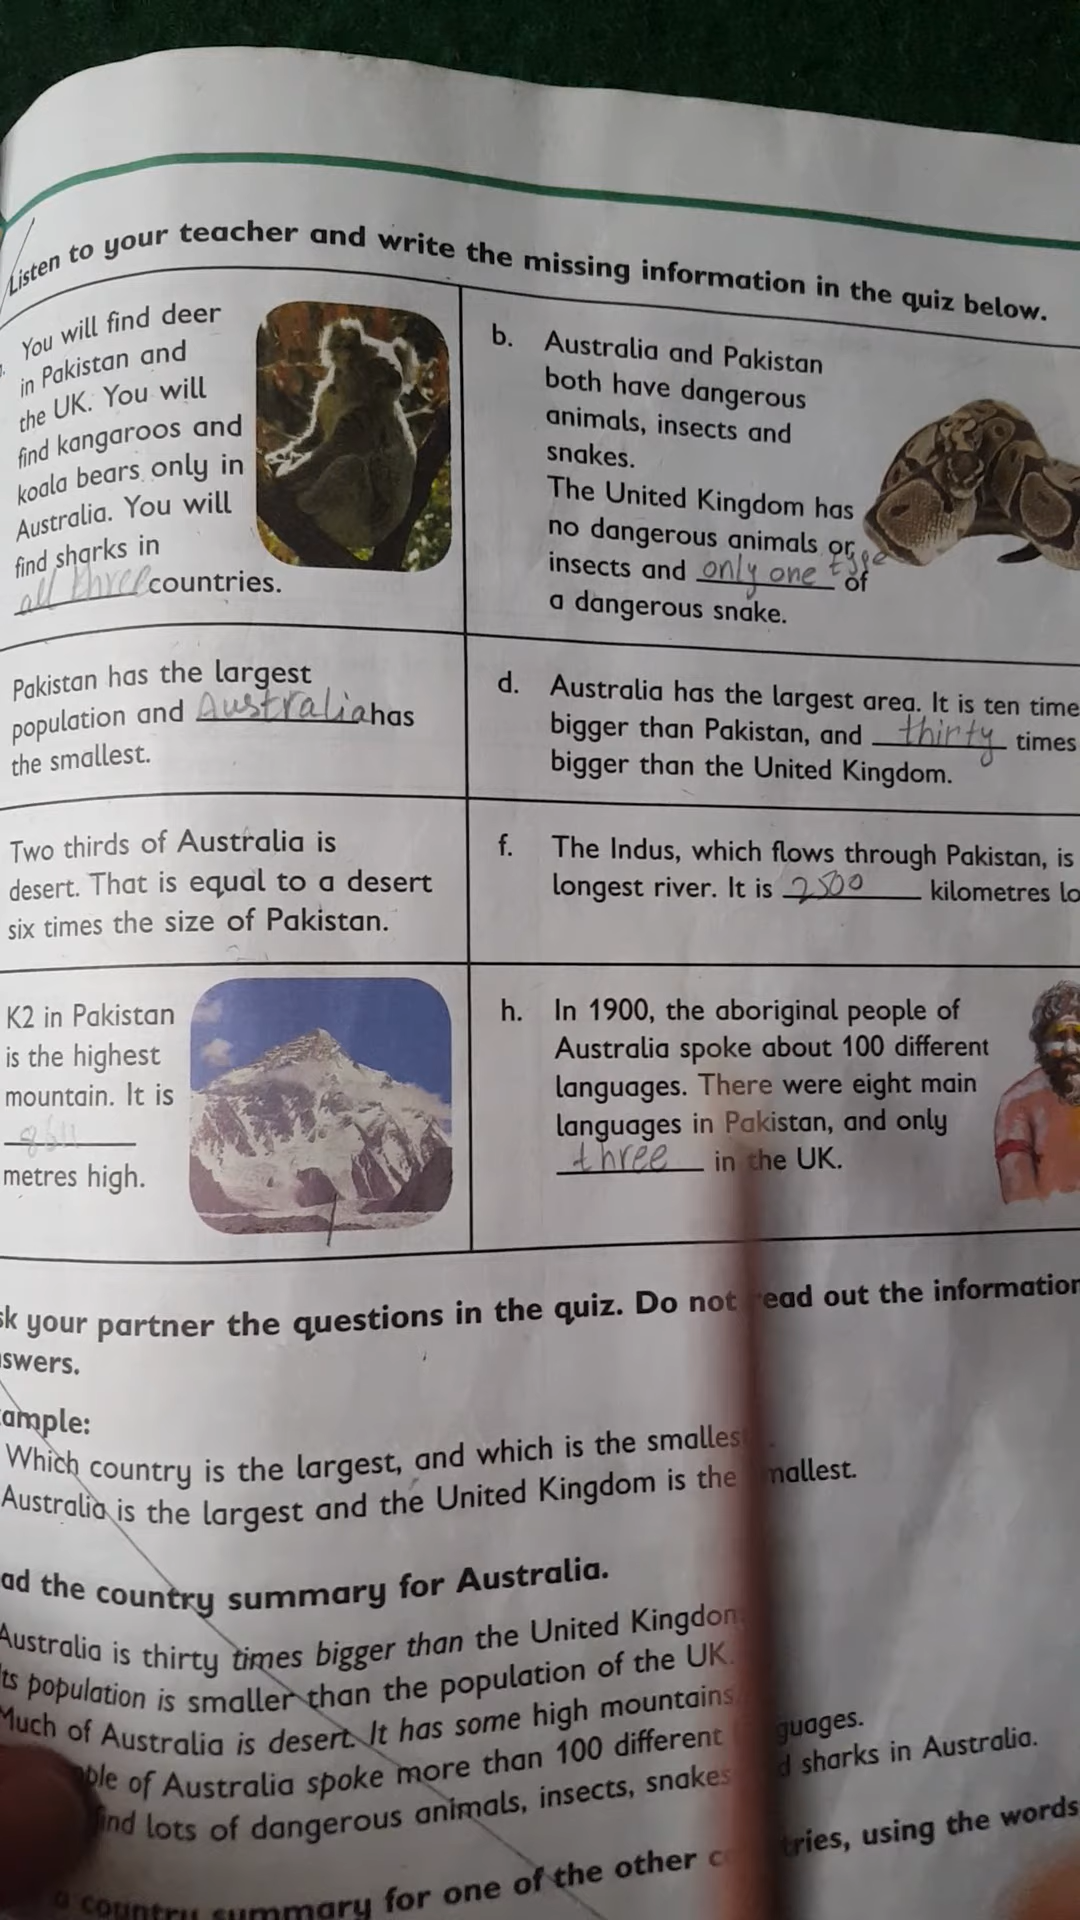 Listen to your teacher and write the missing information in the quiz below.
You will find deer
in Pakistan and
the UK. You will
find kangaroos and
koala bears only in
Australia. You will
find sharks in
all three countries.
b. Australia and Pakistan
both have dangerous
animals, insects and
snakes.
The United Kingdom has
no dangerous animals or
insects and only one type of
a dangerous snake.
Pakistan has the largest
population and Australia has
the smallest.
d. Australia has the largest area. It is ten time
bigger than Pakistan, and thirty times
bigger than the United Kingdom.
Two thirds of Australia is
desert. That is equal to a desert
six times the size of Pakistan.
f. The Indus, which flows through Pakistan, is
longest river. It is 2500 kilometres lo
K2 in Pakistan
is the highest
mountain. It is
8611
metres high.
h. In 1900, the aboriginal people of
Australia spoke about 100 different
languages. There were eight main
languages in Pakistan, and only
three in the UK.
sk your partner the questions in the quiz. Do not read out the information
swers.
ample:
Which country is the largest, and which is the smalles
Australia is the largest and the United Kingdom is the smallest.
ad the country summary for Australia.
Australia is thirty times bigger than the United Kingdom
ts population is smaller than the population of the UK.
Much of Australia is desert. It has some high mountains
ple of Australia spoke more than 100 different guages.
find lots of dangerous animals, insects, snakes d sharks in Australia.
a country summary for one of the other tries, using the words